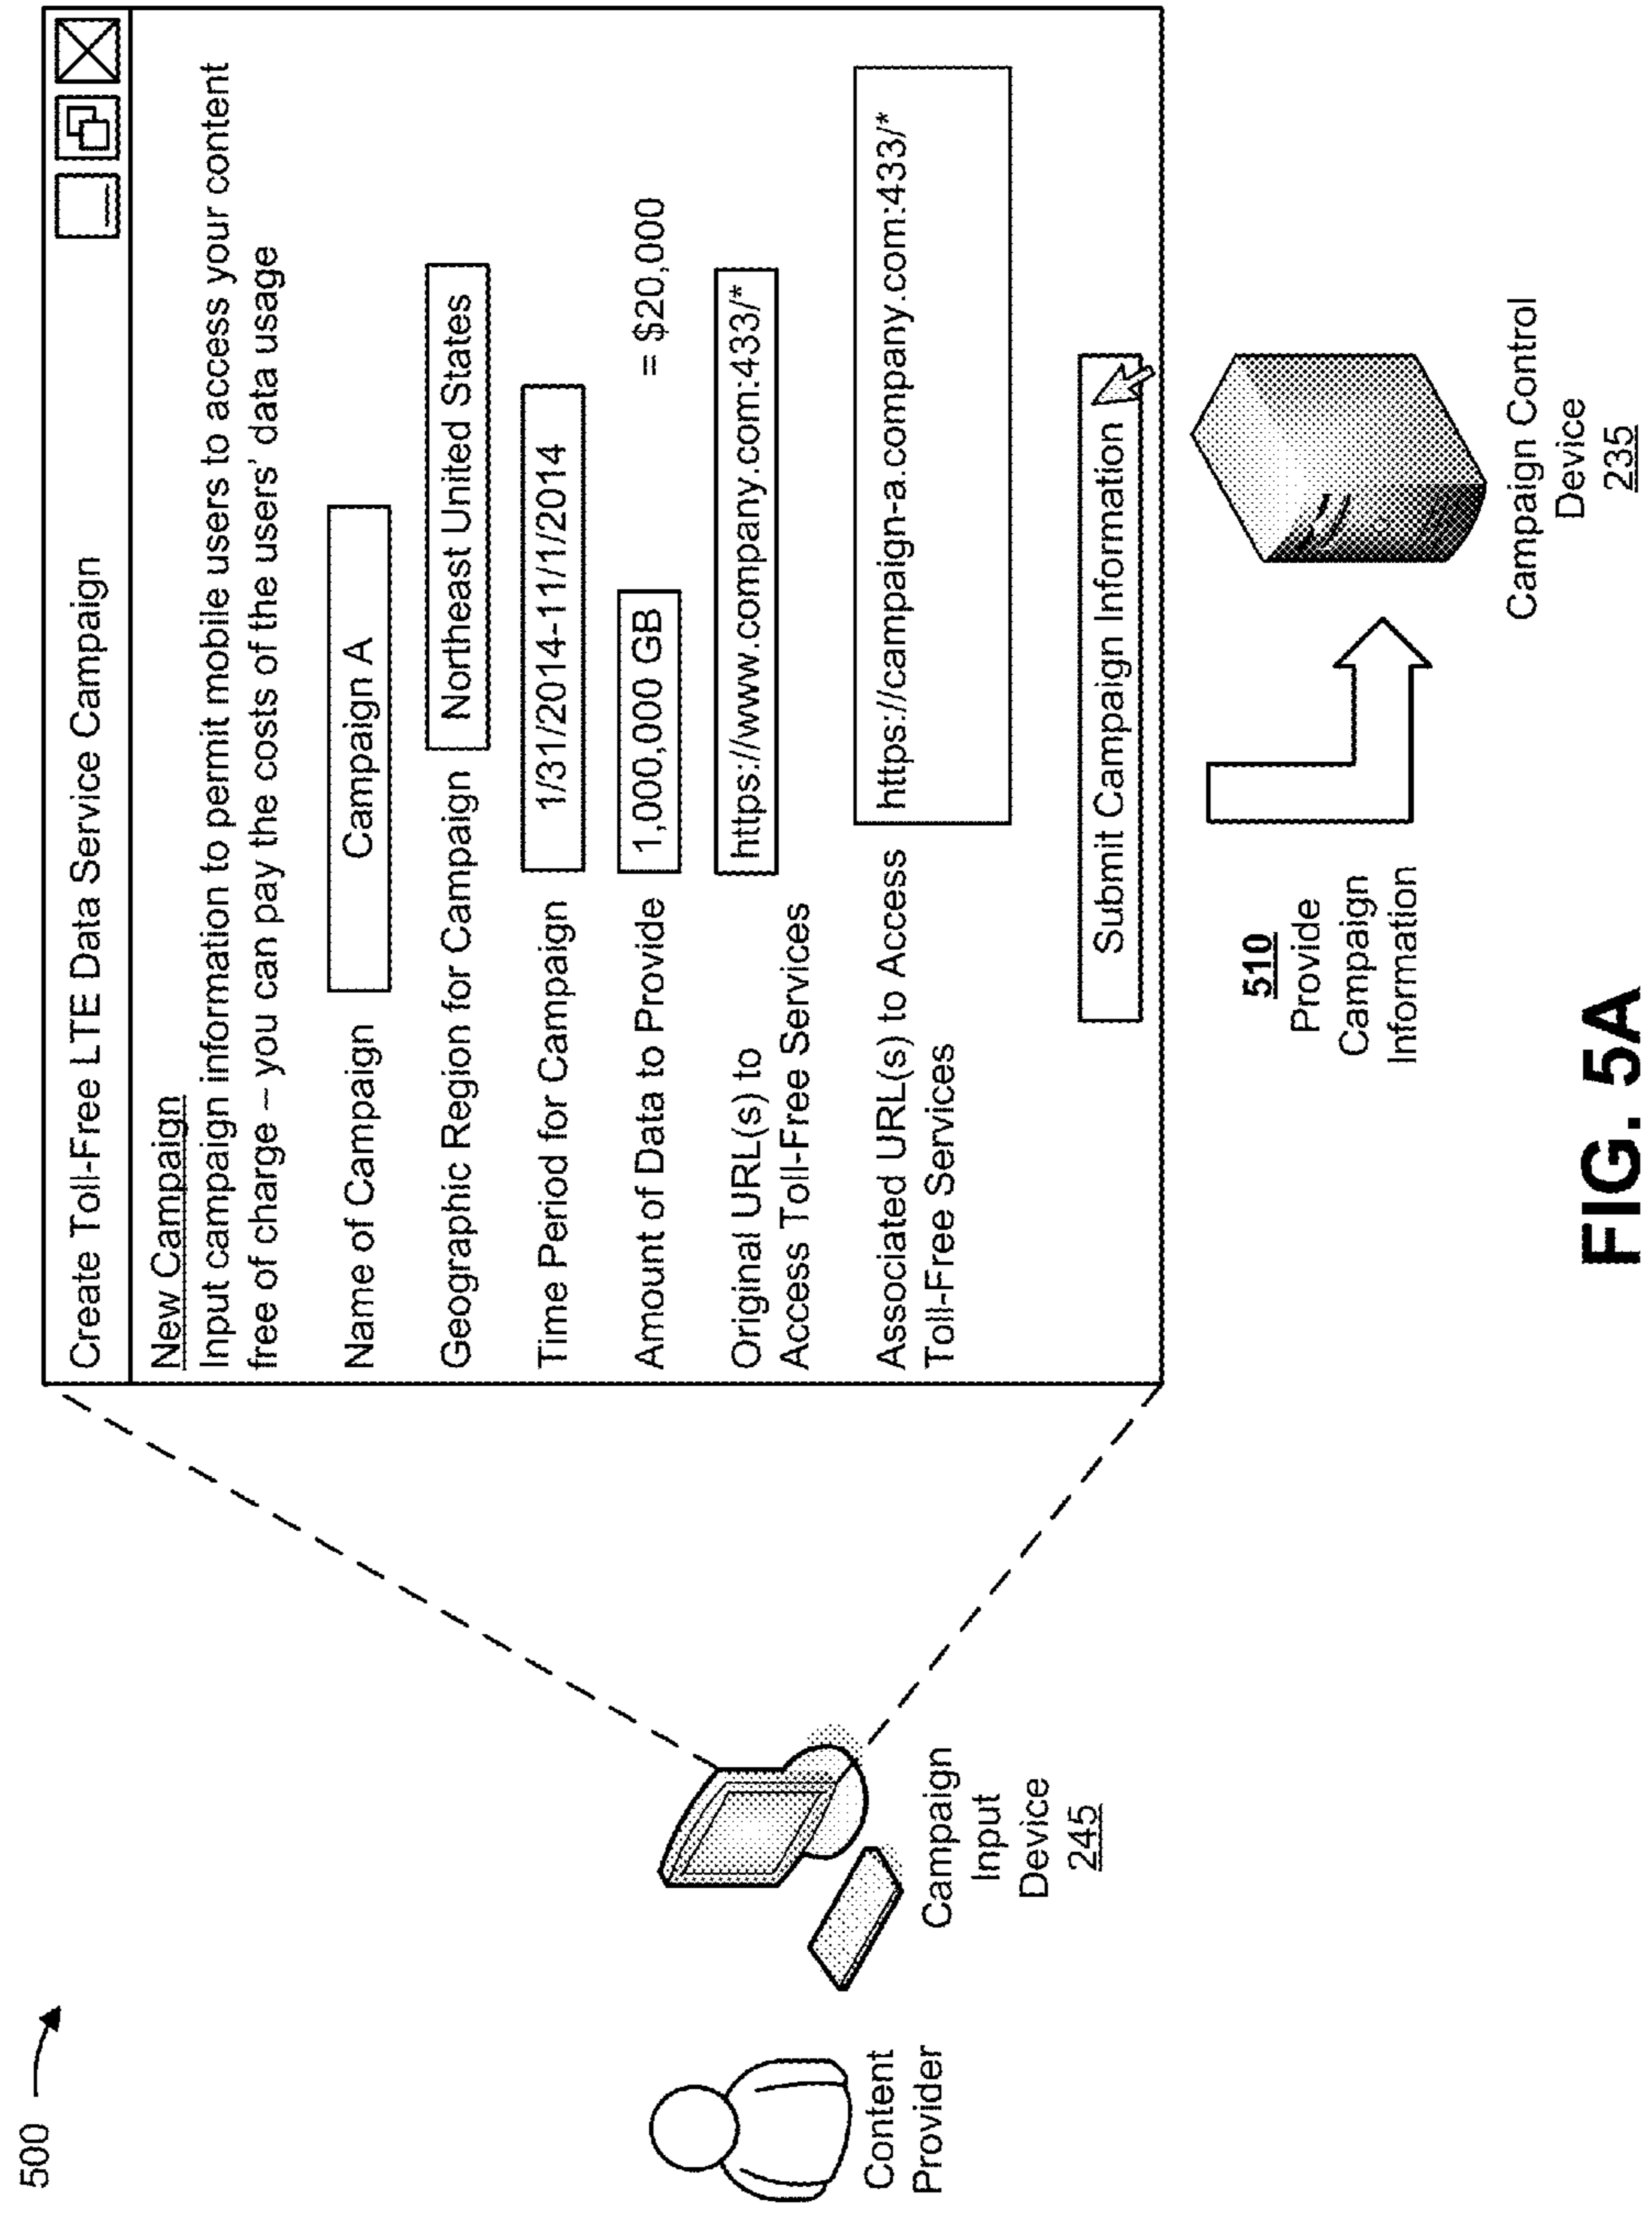 500
Create Toll-Free LTE Data Service Campaign
New Campaign
Input campaign information to permit mobile users to access your content
free of charge – you can pay the costs of the users' data usage
Name of Campaign
Campaign A
Geographic Region for Campaign
Northeast United States
Time Period for Campaign
1/31/2014-11/1/2014
Amount of Data to Provide
1,000,000 GB
= $20,000
Original URL(s) to
Access Toll-Free Services
https://www.company.com:433/*
Associated URL(s) to Access
Toll-Free Services
https://campaign-a.company.com:433/*
Submit Campaign Information
Content
Provider
Campaign
Input
Device
245
510
Provide
Campaign
Information
Campaign Control
Device
235
FIG. 5A